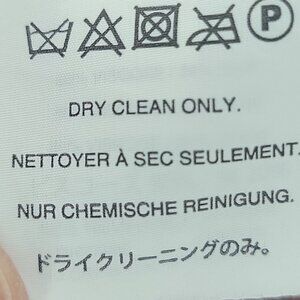 P
DRY CLEAN ONLY.
NETTOYER À SEC SEULEMENT.
NUR CHEMISCHE REINIGUNG.
ドライクリーニングのみ。